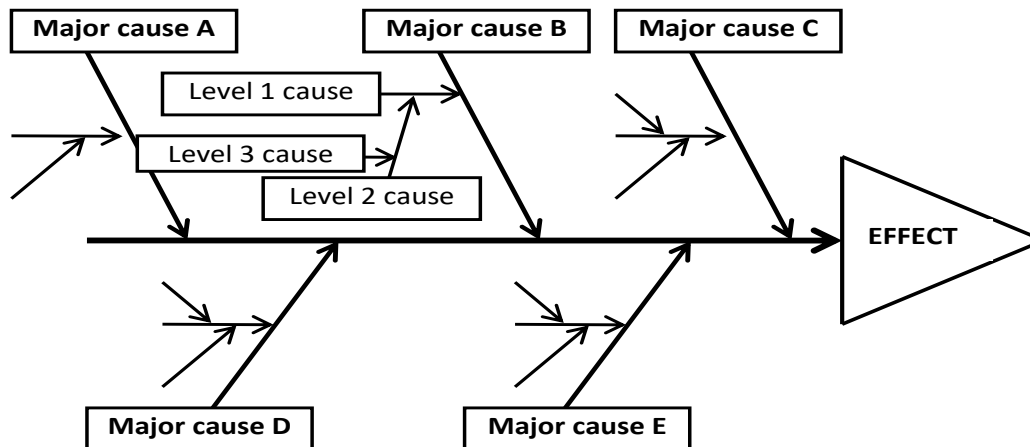 Major cause A
Major cause B
Major cause C
Level 1 cause
Level 3 cause
Level 2 cause
EFFECT
Major cause D
Major cause E